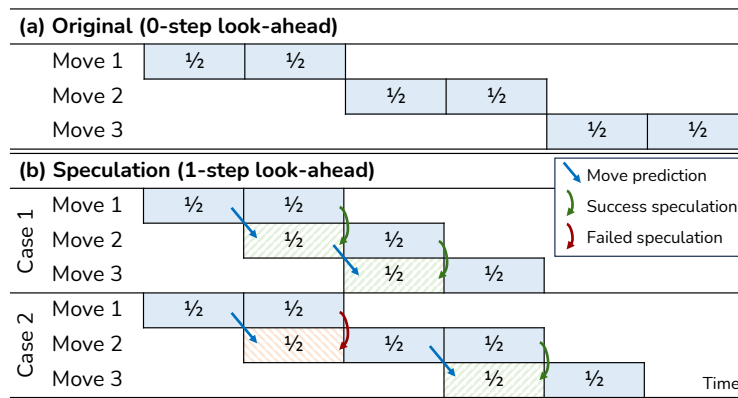 (a) Original (0-step look-ahead)
Move 1 ½ ½
Move 2 ½ ½
Move 3 ½ ½
(b) Speculation (1-step look-ahead)
Move prediction
Success speculation
Failed speculation
Case 1
Move 1 ½ ½
Move 2 ½ ½
Move 3 ½ ½
Case 2
Move 1 ½ ½
Move 2 ½ ½ ½
Move 3 ½ ½
Time